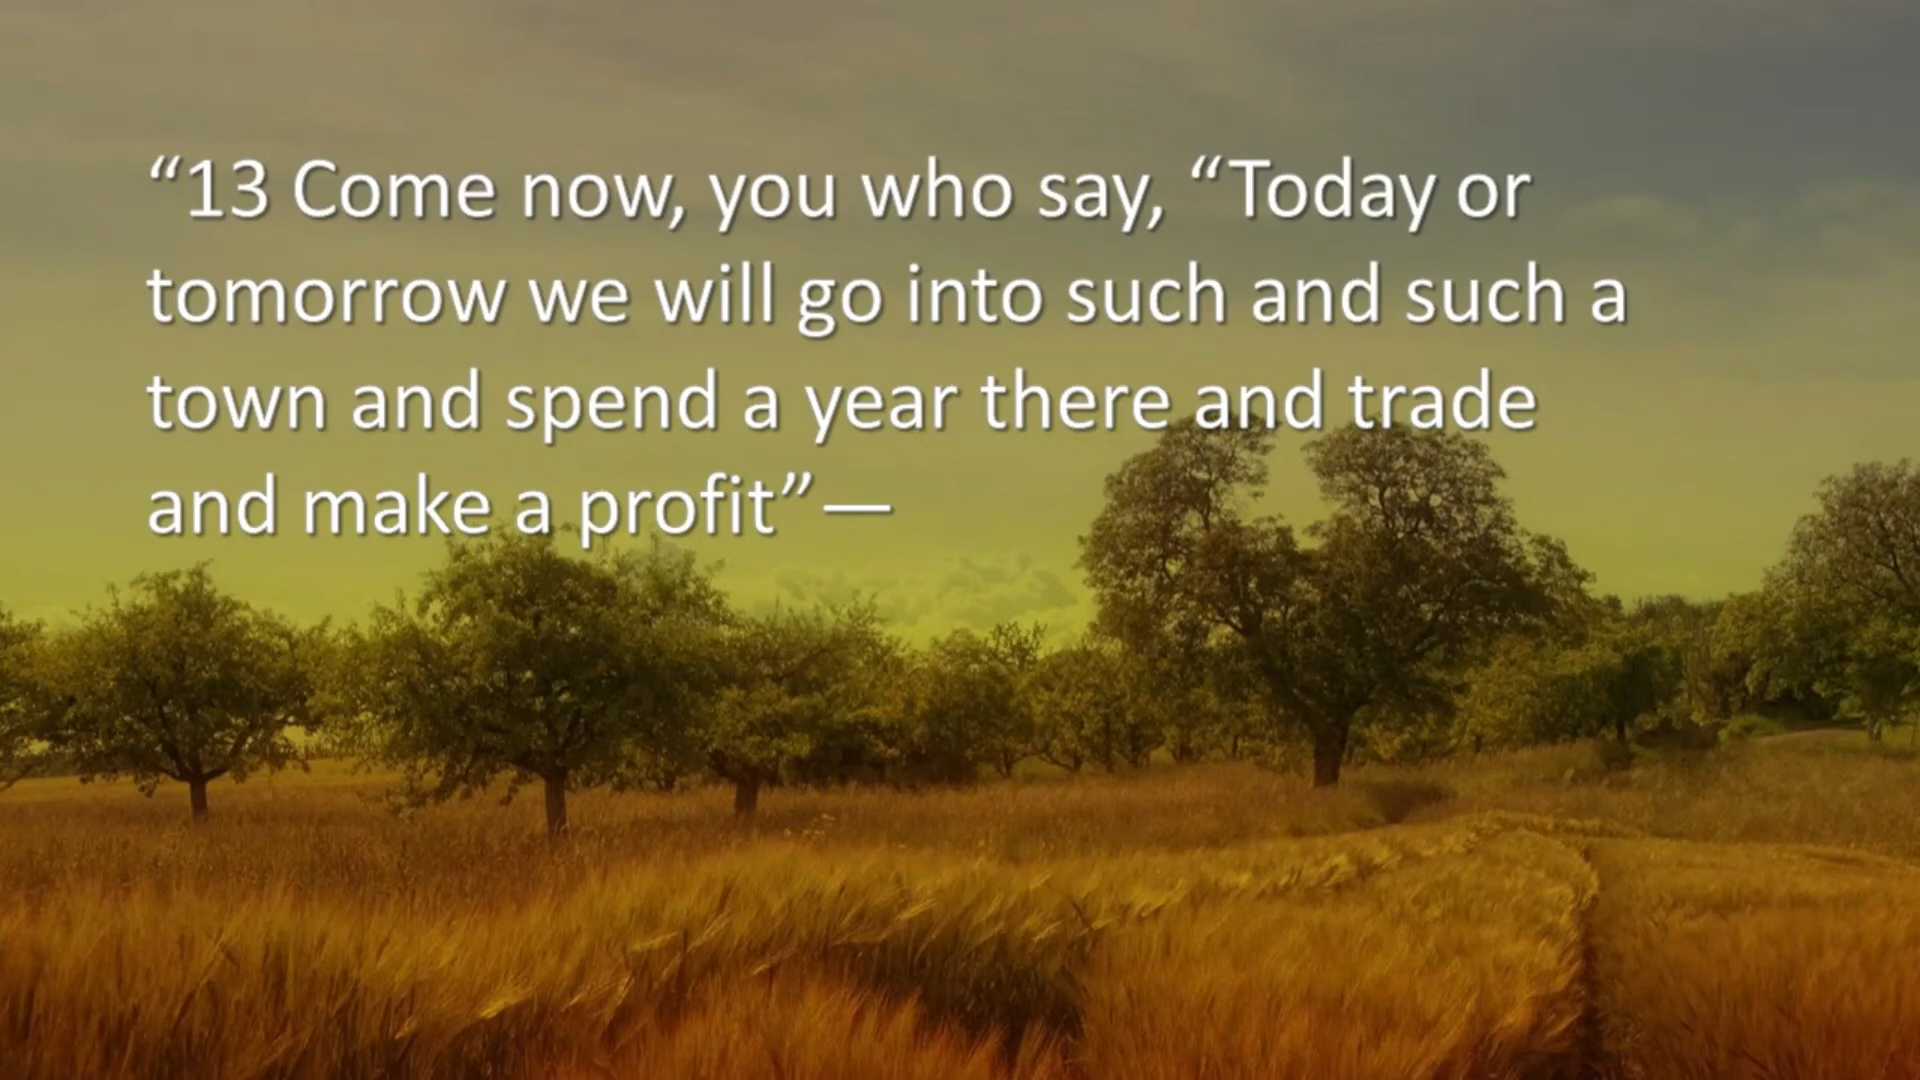 “13 Come now, you who say, “Today or
tomorrow we will go into such and such a
town and spend a year there and trade
and make a profit”—